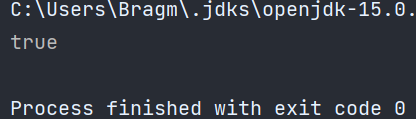 C:\Users\Bragm\.jdks\openjdk-15.0.
true
Process finished with exit code 0